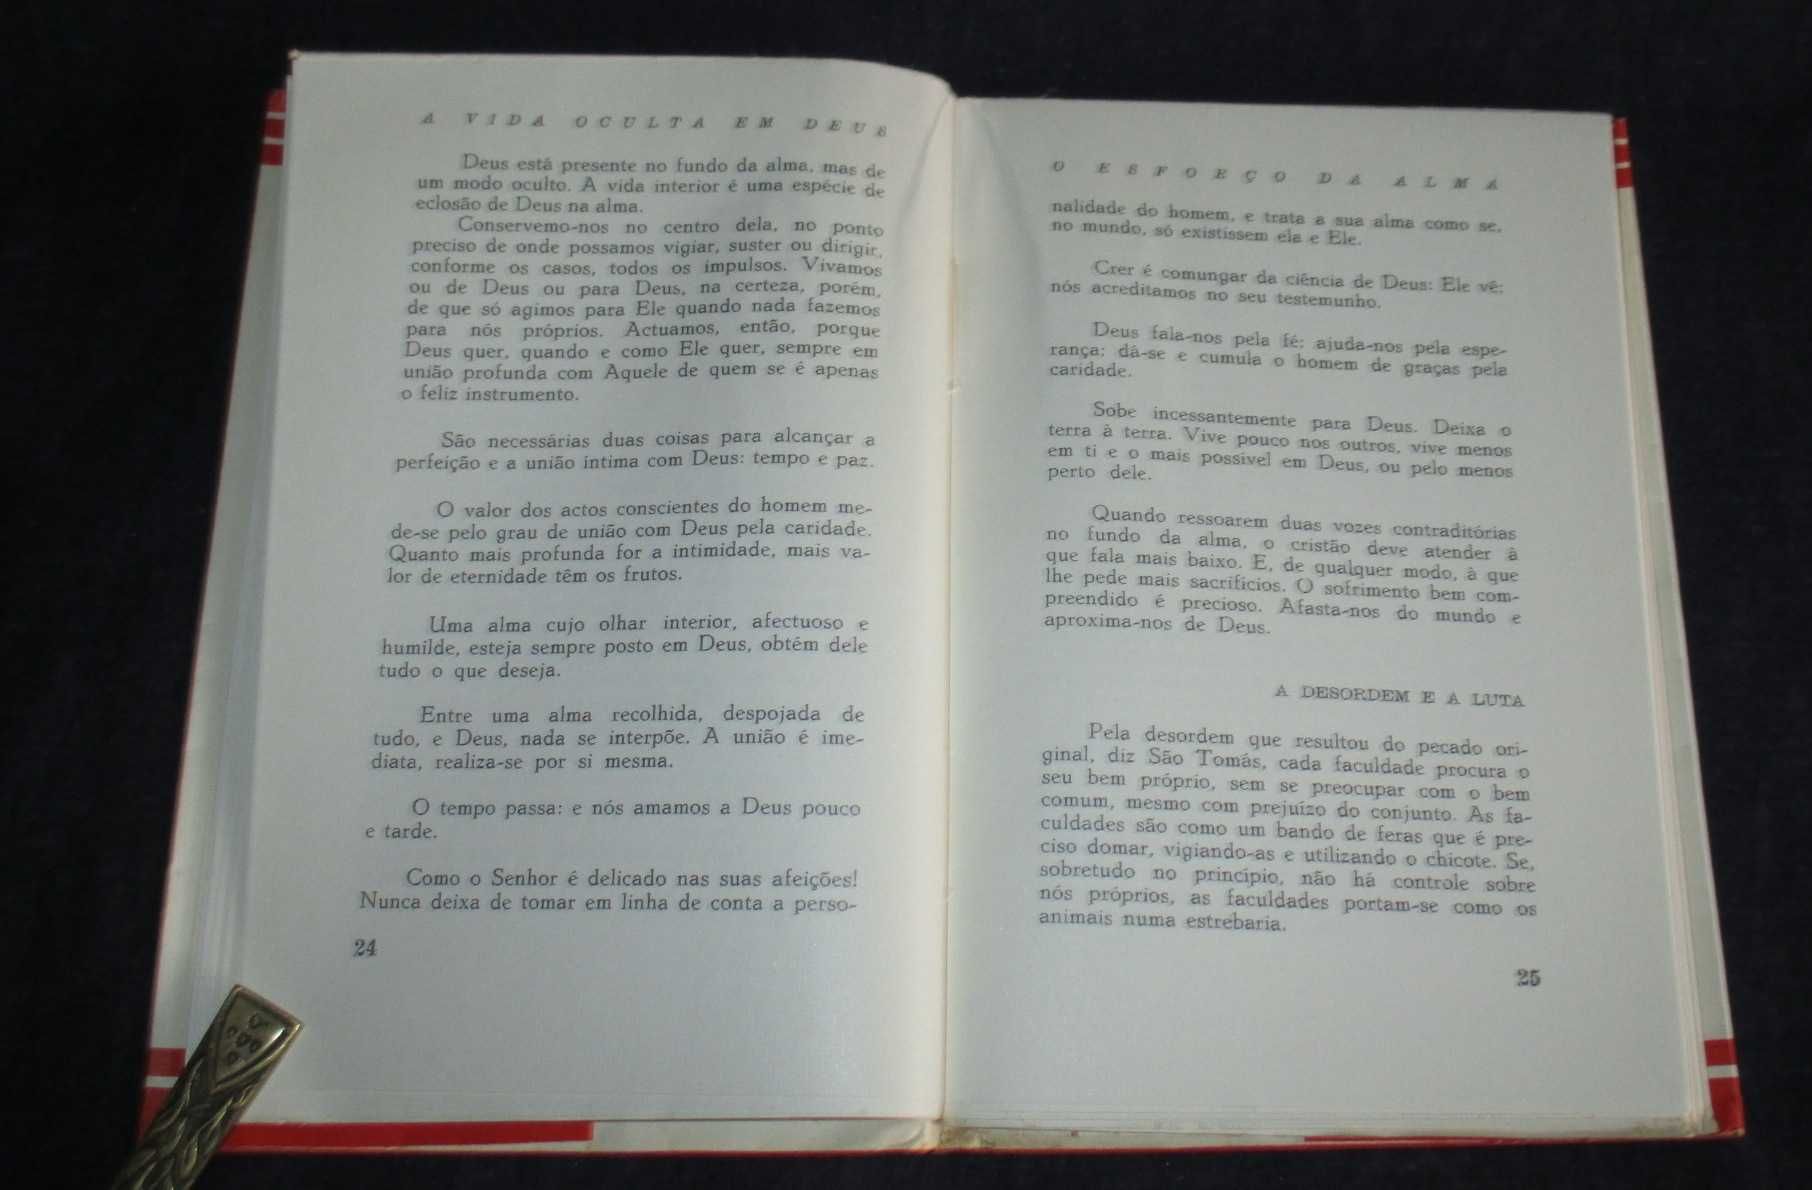 A VIDA OCULTA EM DEUS
Deus está presente no fundo da alma, mas de
um modo oculto. A vida interior é uma espécie de
eclosão de Deus na alma.
Conservemo-nos no centro dela, no ponto
preciso de onde possamos vigiar, suster ou dirigir,
conforme os casos, todos os impulsos. Vivamos
ou de Deus ou para Deus, na certeza, porém,
de que só agimos para Ele quando nada fazemos
para nós próprios. Actuamos, então, porque
Deus quer, quando e como Ele quer, sempre em
união profunda com Aquele de quem se é apenas
o feliz instrumento.
São necessárias duas coisas para alcançar a
perfeição e a união íntima com Deus: tempo e paz.
O valor dos actos conscientes do homem me-
de-se pelo grau de união com Deus pela caridade.
Quanto mais profunda for a intimidade, mais va-
lor de eternidade têm os frutos.
Uma alma cujo olhar interior, afectuoso e
humilde, esteja sempre posto em Deus, obtém dele
tudo o que deseja.
Entre uma alma recolhida, despojada de
tudo, e Deus, nada se interpõe. A união é ime-
diata, realiza-se por si mesma.
O tempo passa: e nós amamos a Deus pouco
e tarde.
Como o Senhor é delicado nas suas afeições!
Nunca deixa de tomar em linha de conta a perso-
24
O ESFORÇO DA ALMA
nalidade do homem, e trata a sua alma como se,
no mundo, só existissem ela e Ele.
Crer é comungar da ciência de Deus: Ele vê;
nós acreditamos no seu testemunho.
Deus fala-nos pela fé; ajuda-nos pela espe-
rança; dá-se e cumula o homem de graças pela
caridade.
Sobe incessantemente para Deus. Deixa o
terra à terra. Vive pouco nos outros, vive menos
em ti e o mais possível em Deus, ou pelo menos
perto dele.
Quando ressoarem duas vozes contraditórias
no fundo da alma, o cristão deve atender à
que fala mais baixo. E, de qualquer modo, à que
lhe pede mais sacrifícios. O sofrimento bem com-
preendido é precioso. Afasta-nos do mundo e
aproxima-nos de Deus.
A DESORDEM E A LUTA
Pela desordem que resultou do pecado ori-
ginal, diz São Tomás, cada faculdade procura o
seu bem próprio, sem se preocupar com o bem
comum, mesmo com prejuízo do conjunto. As fa-
culdades são como um bando de feras que é pre-
ciso domar, vigiando-as e utilizando o chicote. Se,
sobretudo no princípio, não há controle sobre
nós próprios, as faculdades portam-se como os
animais numa estrebaria.
25